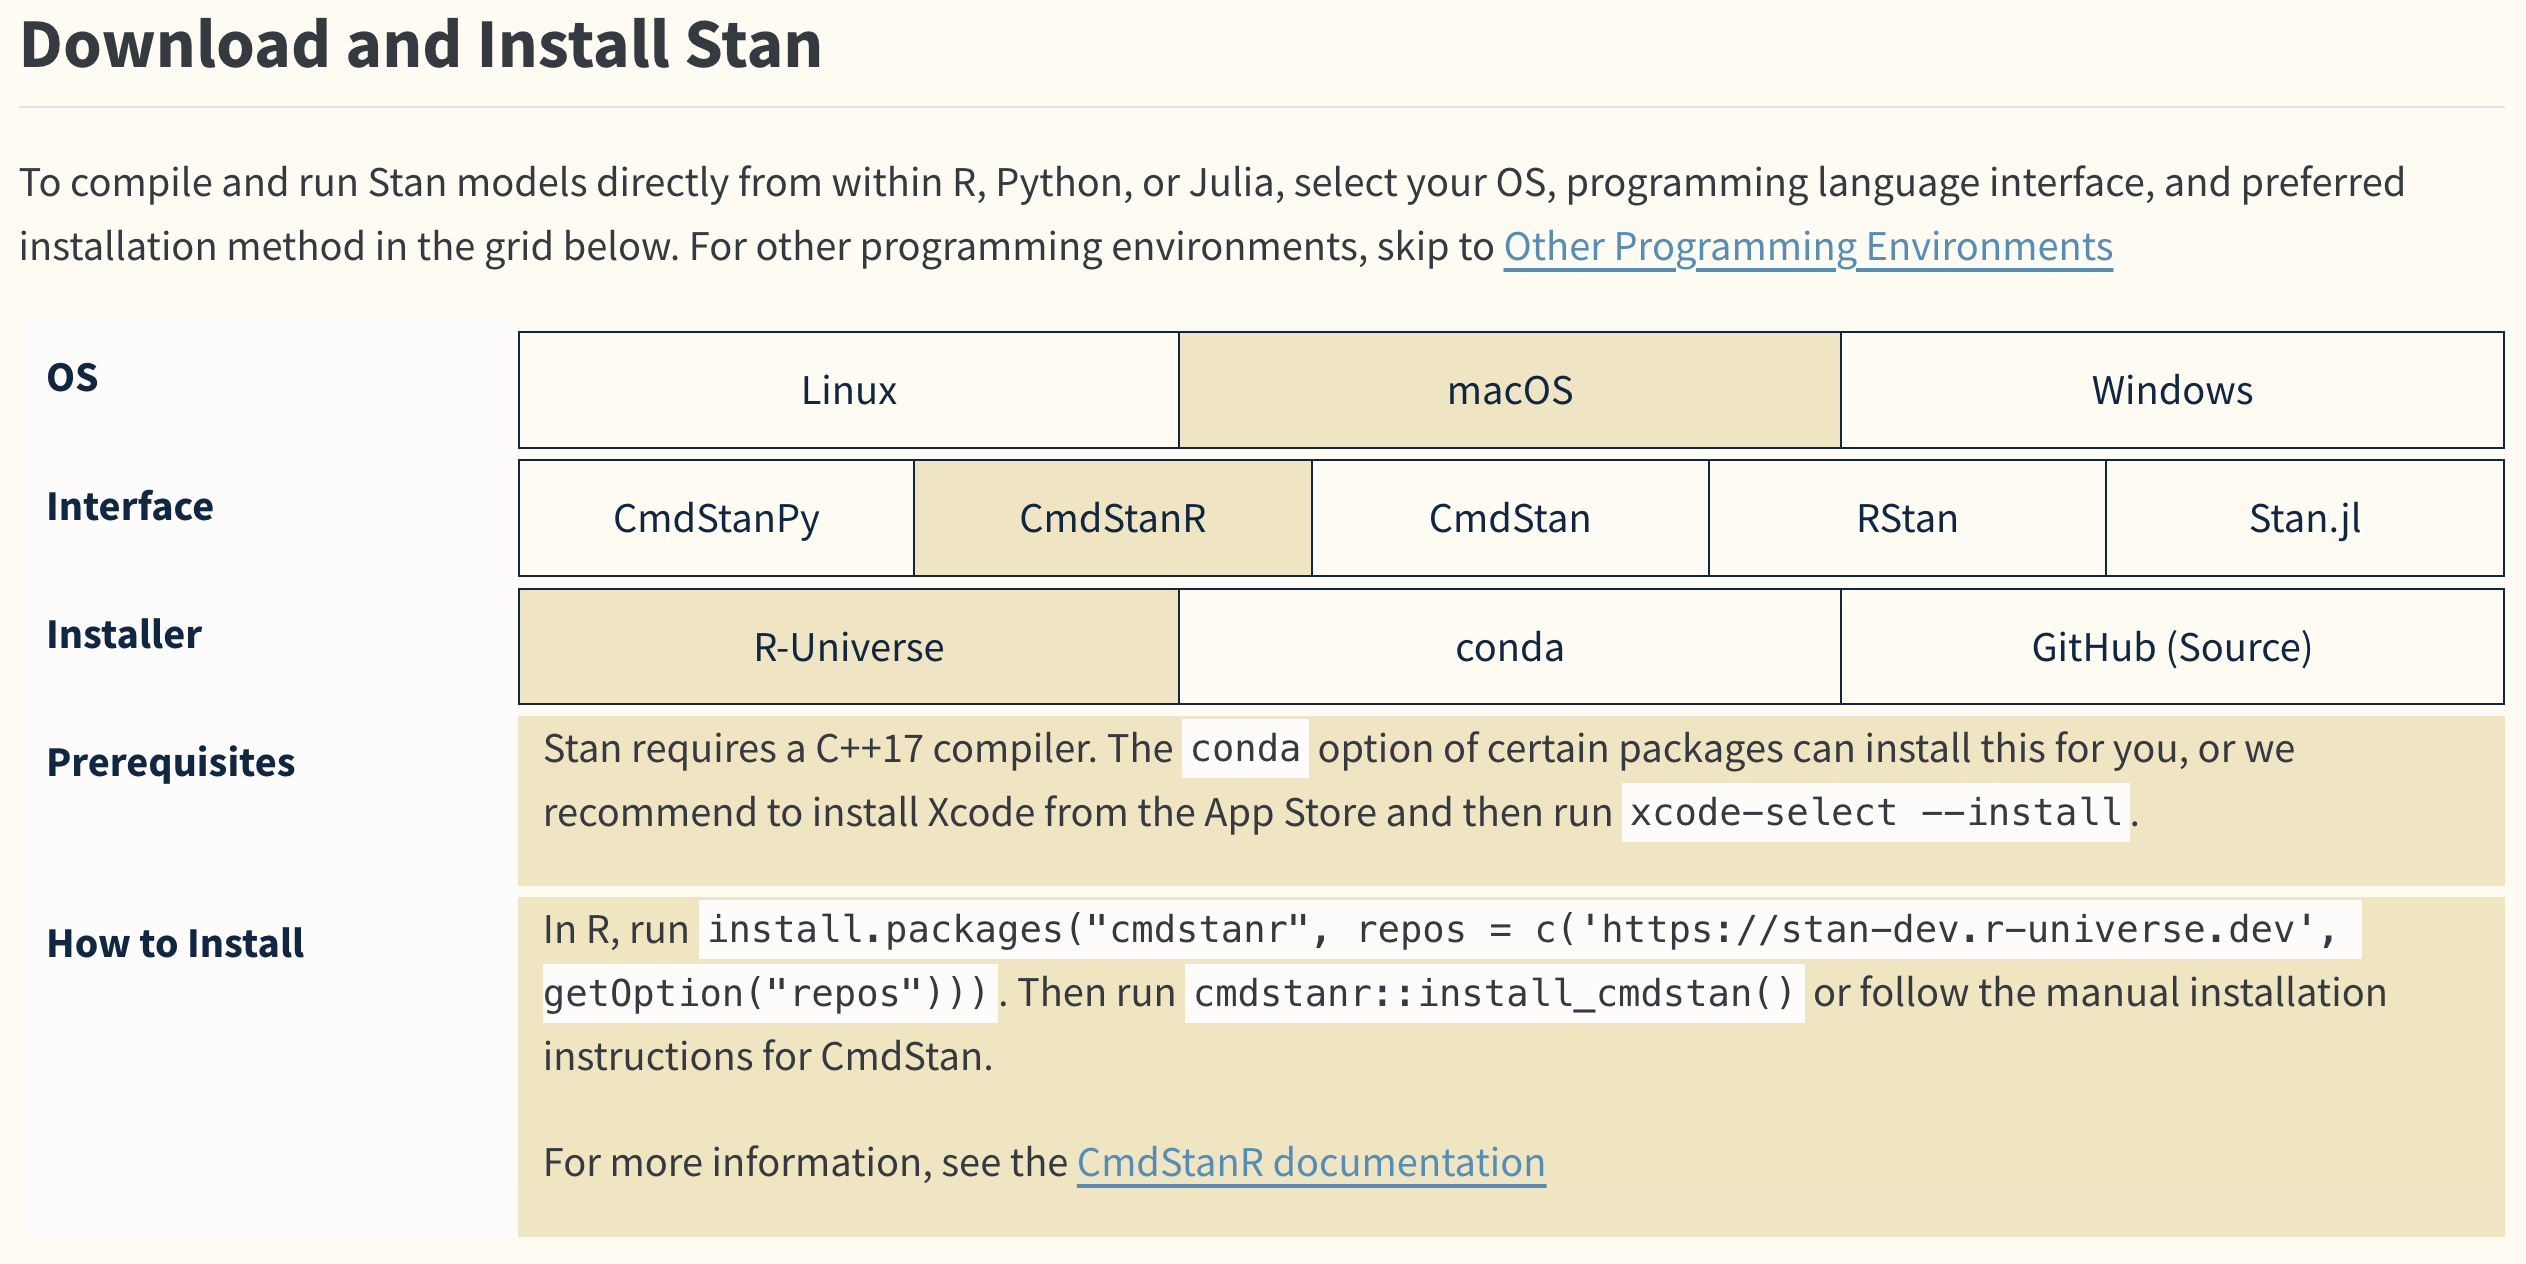 Download and Install Stan
To compile and run Stan models directly from within R, Python, or Julia, select your OS, programming language interface, and preferred
installation method in the grid below. For other programming environments, skip to Other Programming Environments
OS
Linux
macOS
Windows
Interface
CmdStanPy
CmdStanR
CmdStan
RStan
Stan.jl
Installer
R-Universe
conda
GitHub (Source)
Prerequisites
Stan requires a C++17 compiler. The conda option of certain packages can install this for you, or we
recommend to install Xcode from the App Store and then run xcode-select --install.
How to Install
In R, run install.packages("cmdstanr", repos = c('https://stan-dev.r-universe.dev',
getOption("repos"))). Then run cmdstanr::install_cmdstan() or follow the manual installation
instructions for CmdStan.
For more information, see the CmdStanR documentation